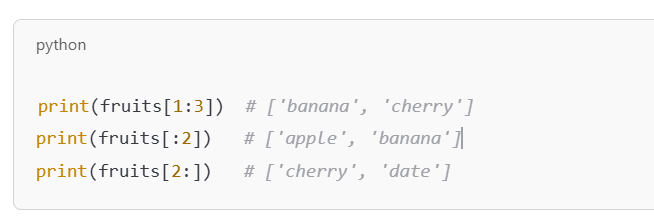 python
print(fruits[1:3])  # ['banana', 'cherry']
print(fruits[:2])   # ['apple', 'banana']
print(fruits[2:])   # ['cherry', 'date']